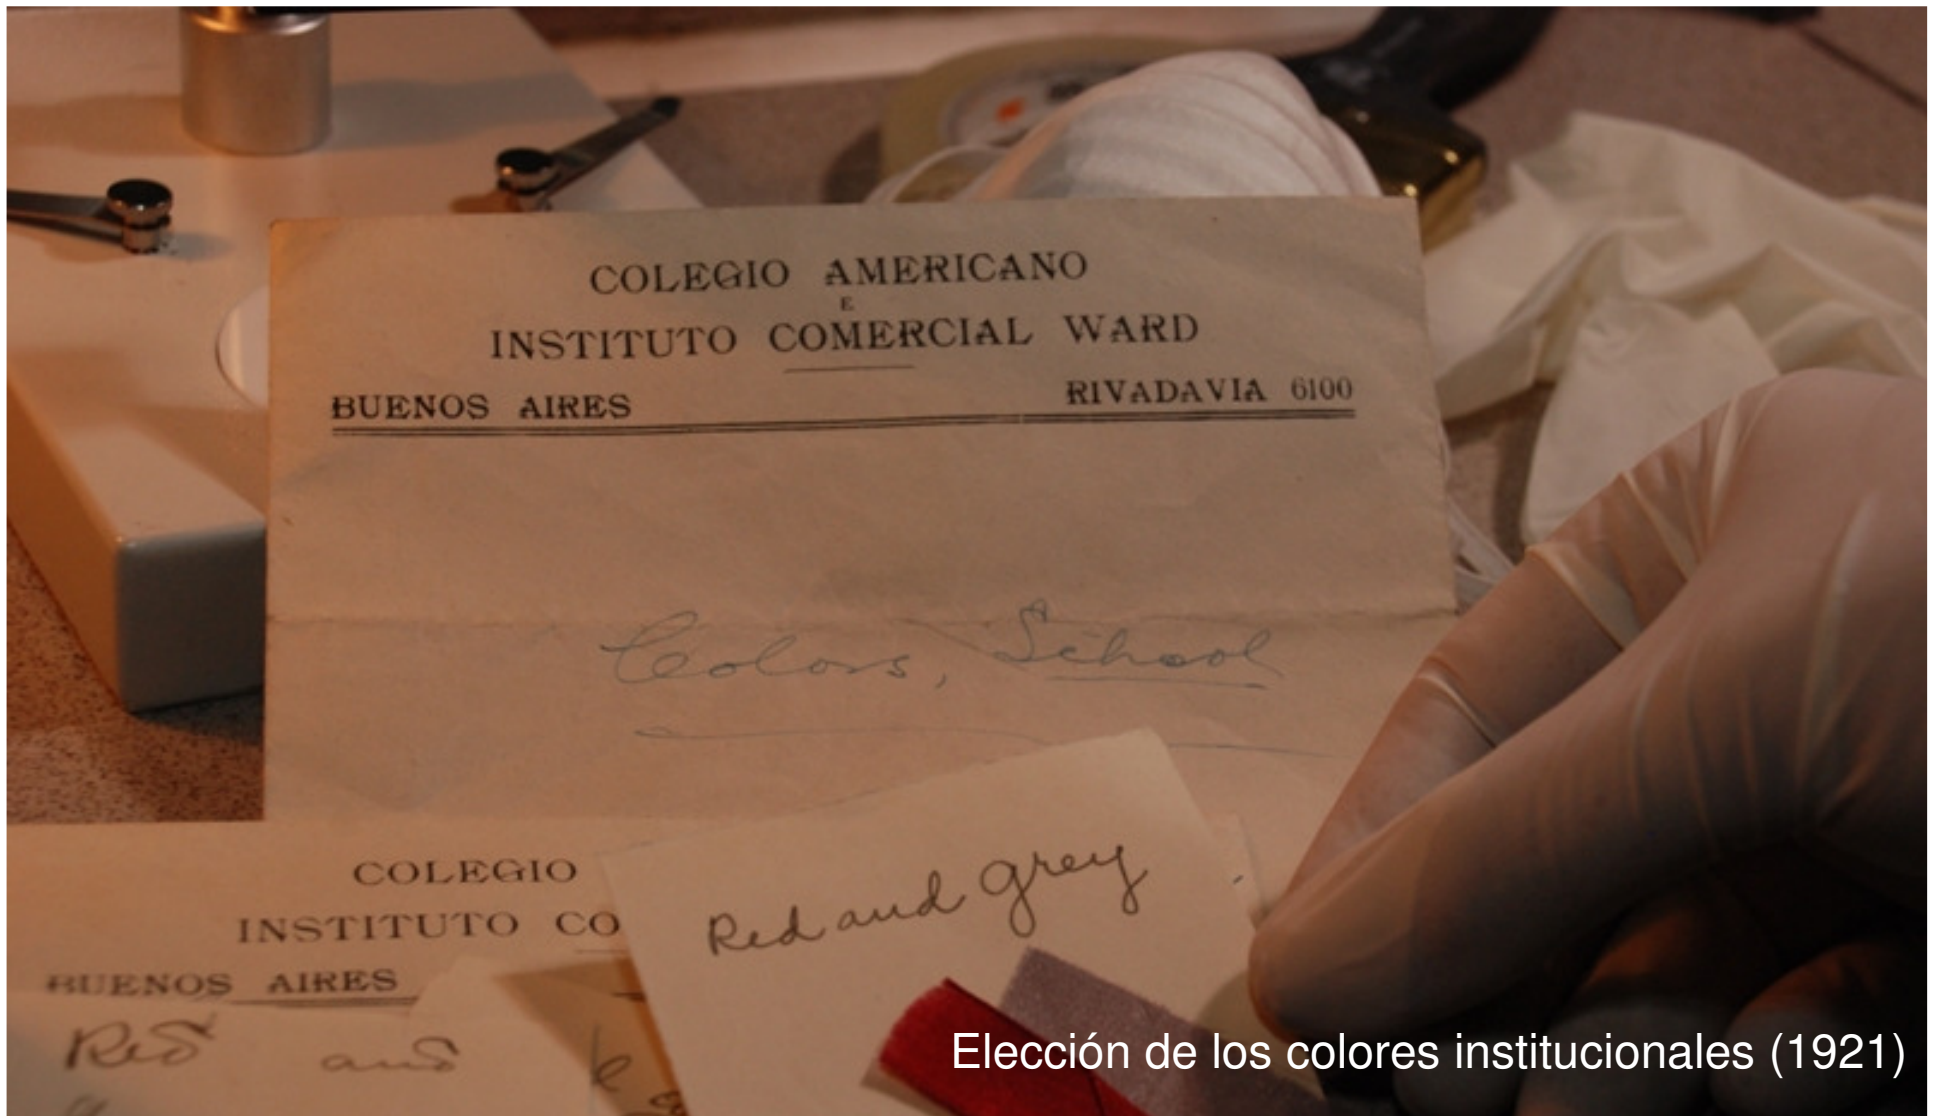 COLEGIO AMERICANO
E
INSTITUTO COMERCIAL WARD
BUENOS AIRES RIVADAVIA 6100
Colors, School
COLEGIO
INSTITUTO CO
BUENOS AIRES
Red and grey
Red and
Elección de los colores institucionales (1921)